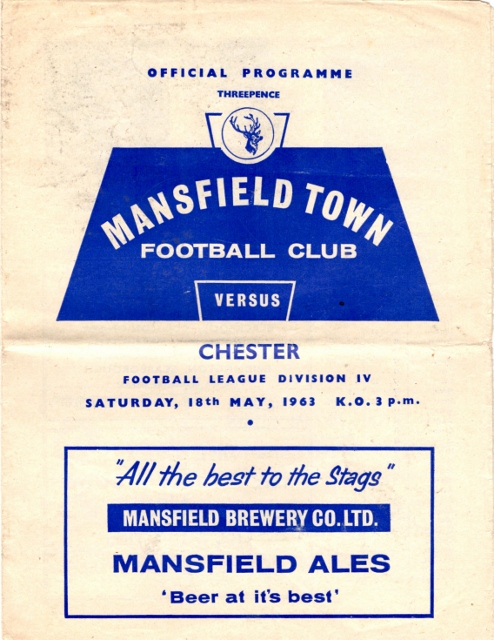 OFFICIAL PROGRAMME
THREEPENCE
MANSFIELD TOWN
FOOTBALL CLUB
VERSUS
CHESTER
FOOTBALL LEAGUE DIVISION IV
SATURDAY, 18th MAY, 1963 K.O. 3 p.m.
"All the best to the Stags"
MANSFIELD BREWERY CO. LTD.
MANSFIELD ALES
'Beer at it's best'